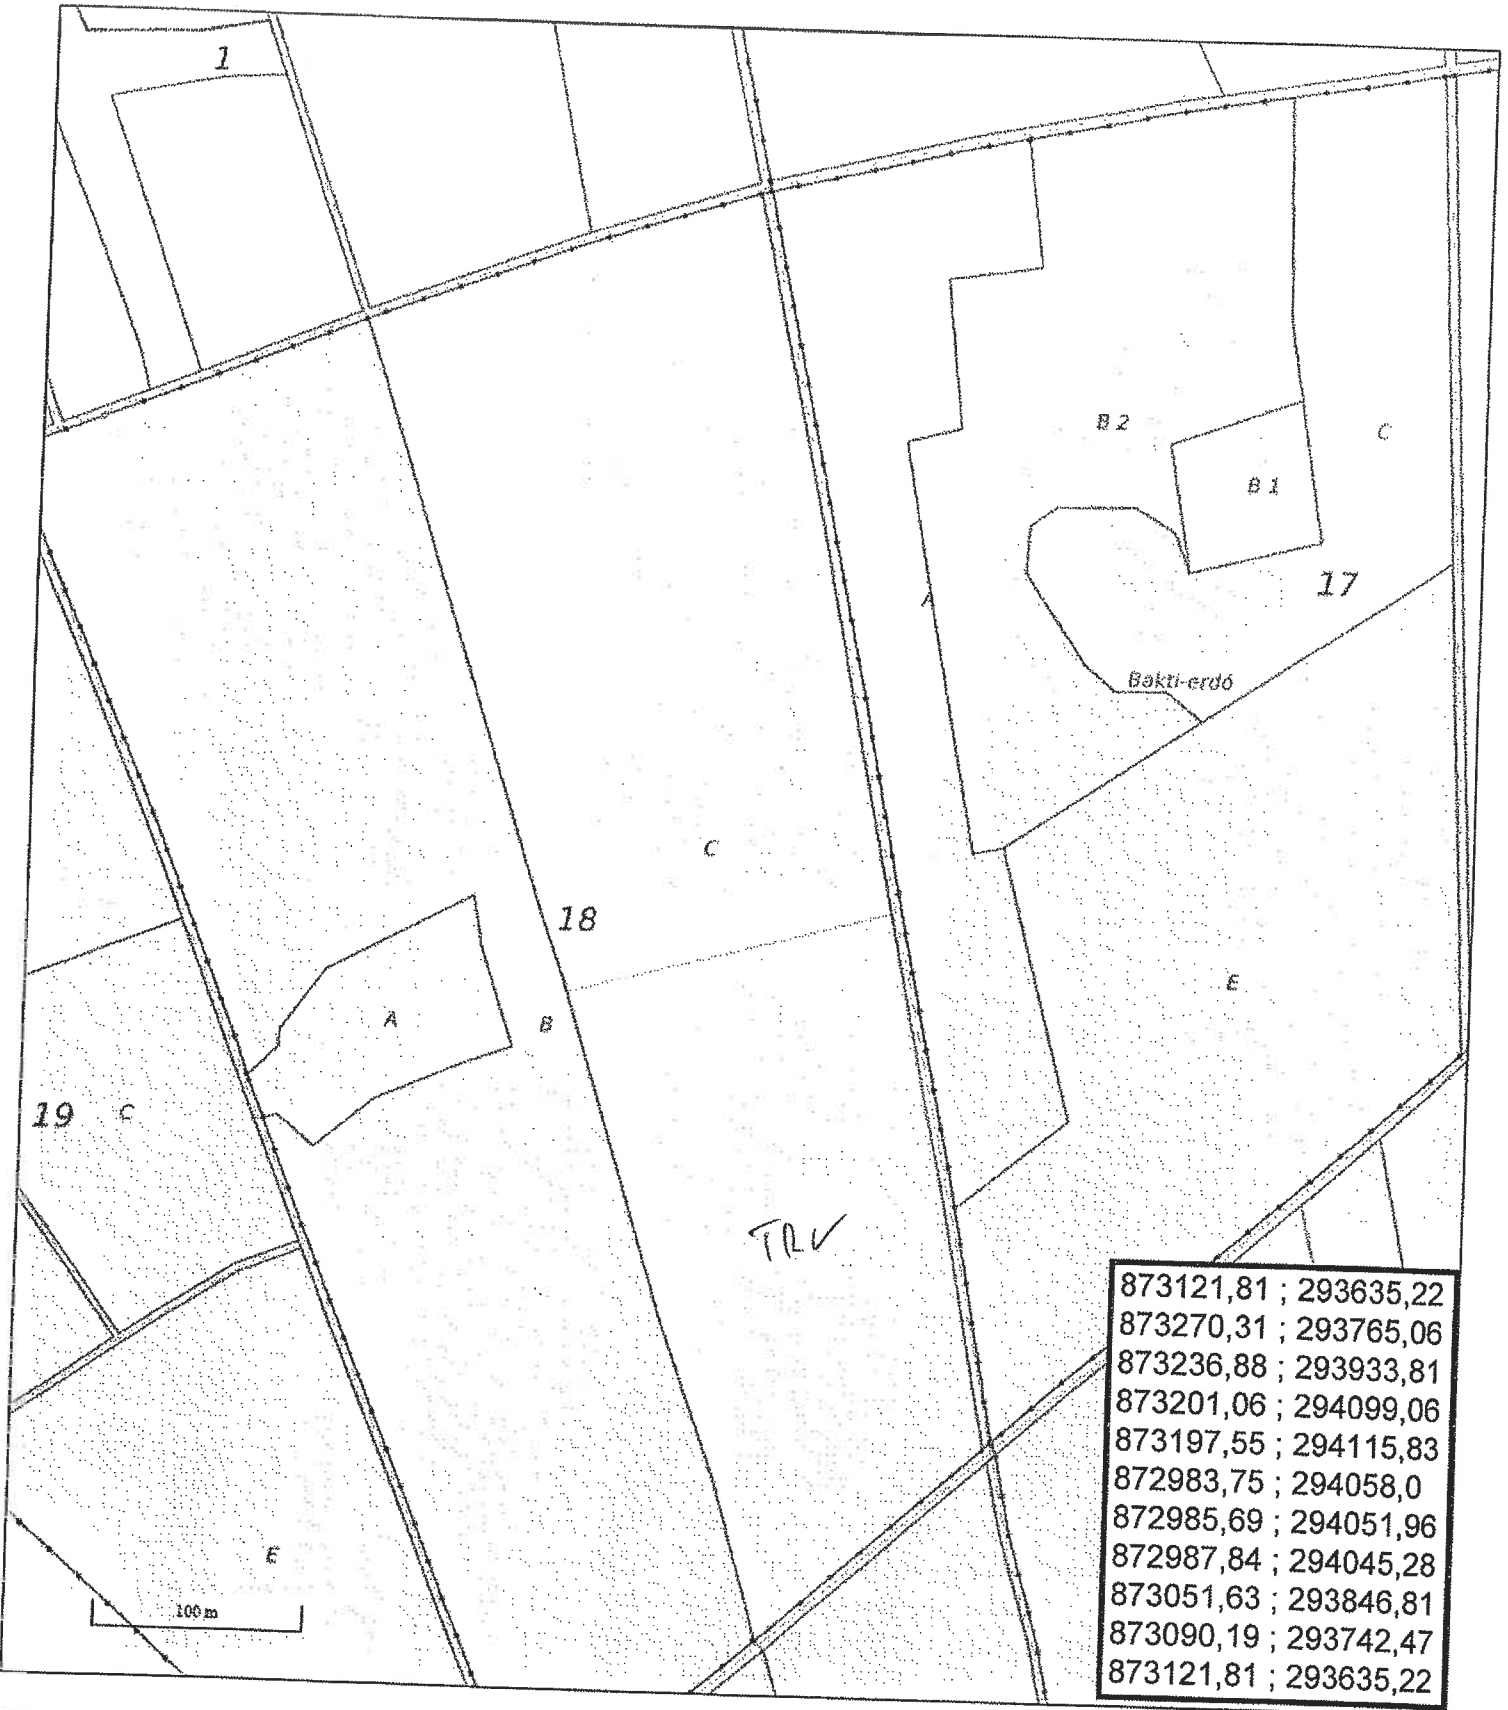 1
B 2
C
B 1
17
A
Bakti-erdő
C
18
E
A
B
19
C
TRV
873121,81 ; 293635,22
873270,31 ; 293765,06
873236,88 ; 293933,81
873201,06 ; 294099,06
873197,55 ; 294115,83
872983,75 ; 294058,0
872985,69 ; 294051,96
872987,84 ; 294045,28
873051,63 ; 293846,81
873090,19 ; 293742,47
873121,81 ; 293635,22
E
100 m